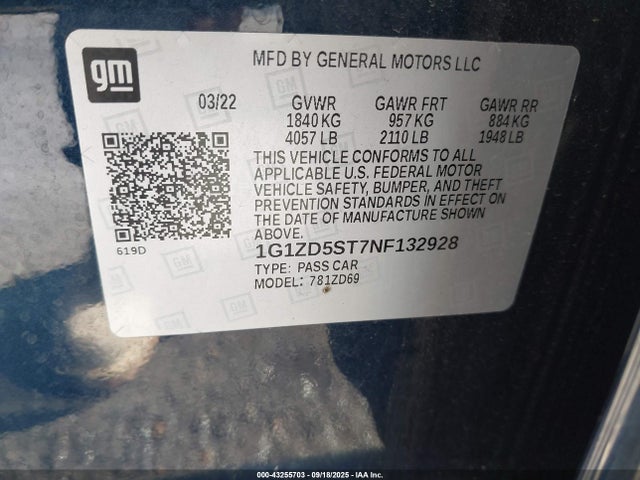 gm
MFD BY GENERAL MOTORS LLC
03/22 GVWR GAWR FRT GAWR RR
1840 KG 957 KG 884 KG
4057 LB 2110 LB 1948 LB
THIS VEHICLE CONFORMS TO ALL
APPLICABLE U.S. FEDERAL MOTOR
VEHICLE SAFETY, BUMPER, AND THEFT
PREVENTION STANDARDS IN EFFECT ON
THE DATE OF MANUFACTURE SHOWN
ABOVE.
619D
1G1ZD5ST7NF132928
TYPE: PASS CAR
MODEL: 781ZD69
000-43255703 - 09/18/2025 - IAA Inc.